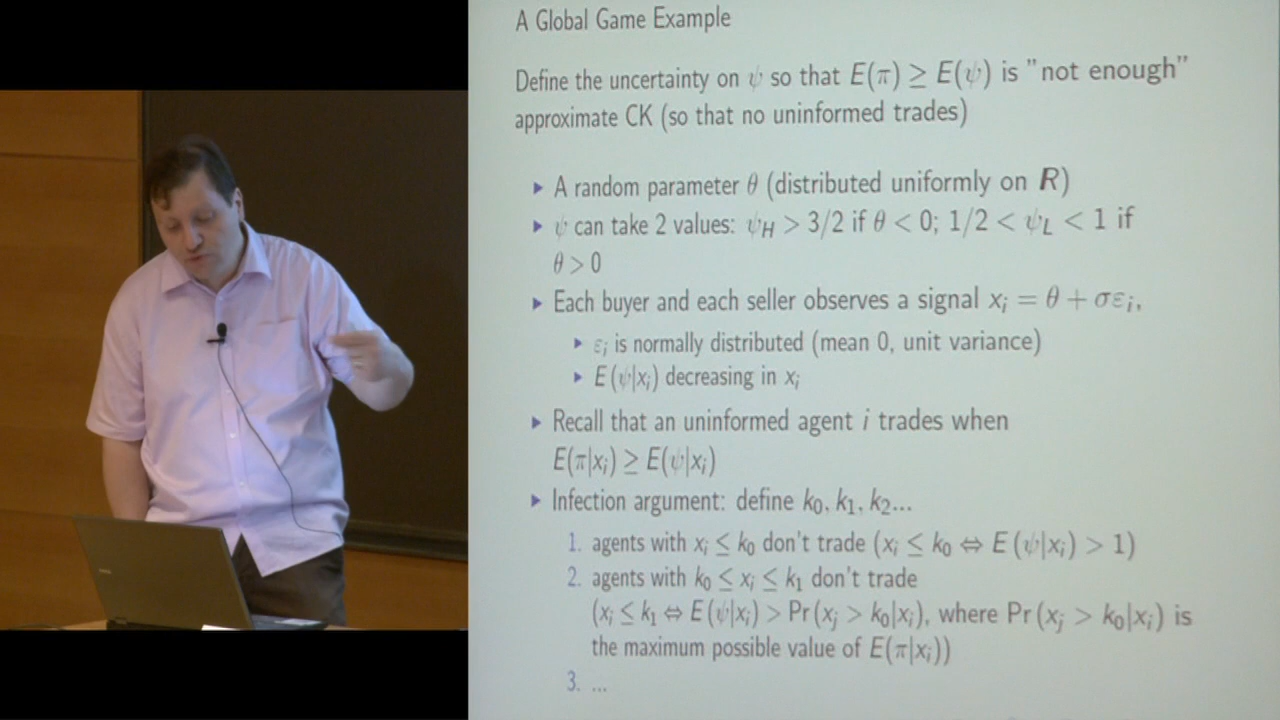 A Global Game Example
Define the uncertainty on ψ so that E(π) ≥ E(ψ) is "not enough"
approximate CK (so that no uninformed trades)
▸ A random parameter θ (distributed uniformly on R)
▸ ψ can take 2 values: ψ_H > 3/2 if θ < 0; 1/2 < ψ_L < 1 if
θ > 0
▸ Each buyer and each seller observes a signal x_i = θ + σε_i,
▸ ε_i is normally distributed (mean 0, unit variance)
▸ E(ψ|x_i) decreasing in x_i
▸ Recall that an uninformed agent i trades when
E(π|x_i) ≥ E(ψ|x_i)
▸ Infection argument: define k_0, k_1, k_2...
1. agents with x_i ≤ k_0 don't trade (x_i ≤ k_0 ⇔ E(ψ|x_i) > 1)
2. agents with k_0 ≤ x_i ≤ k_1 don't trade
(x_i ≤ k_1 ⇔ E(ψ|x_i) > Pr(x_j > k_0|x_i), where Pr(x_j > k_0|x_i) is
the maximum possible value of E(π|x_i))
3. ...